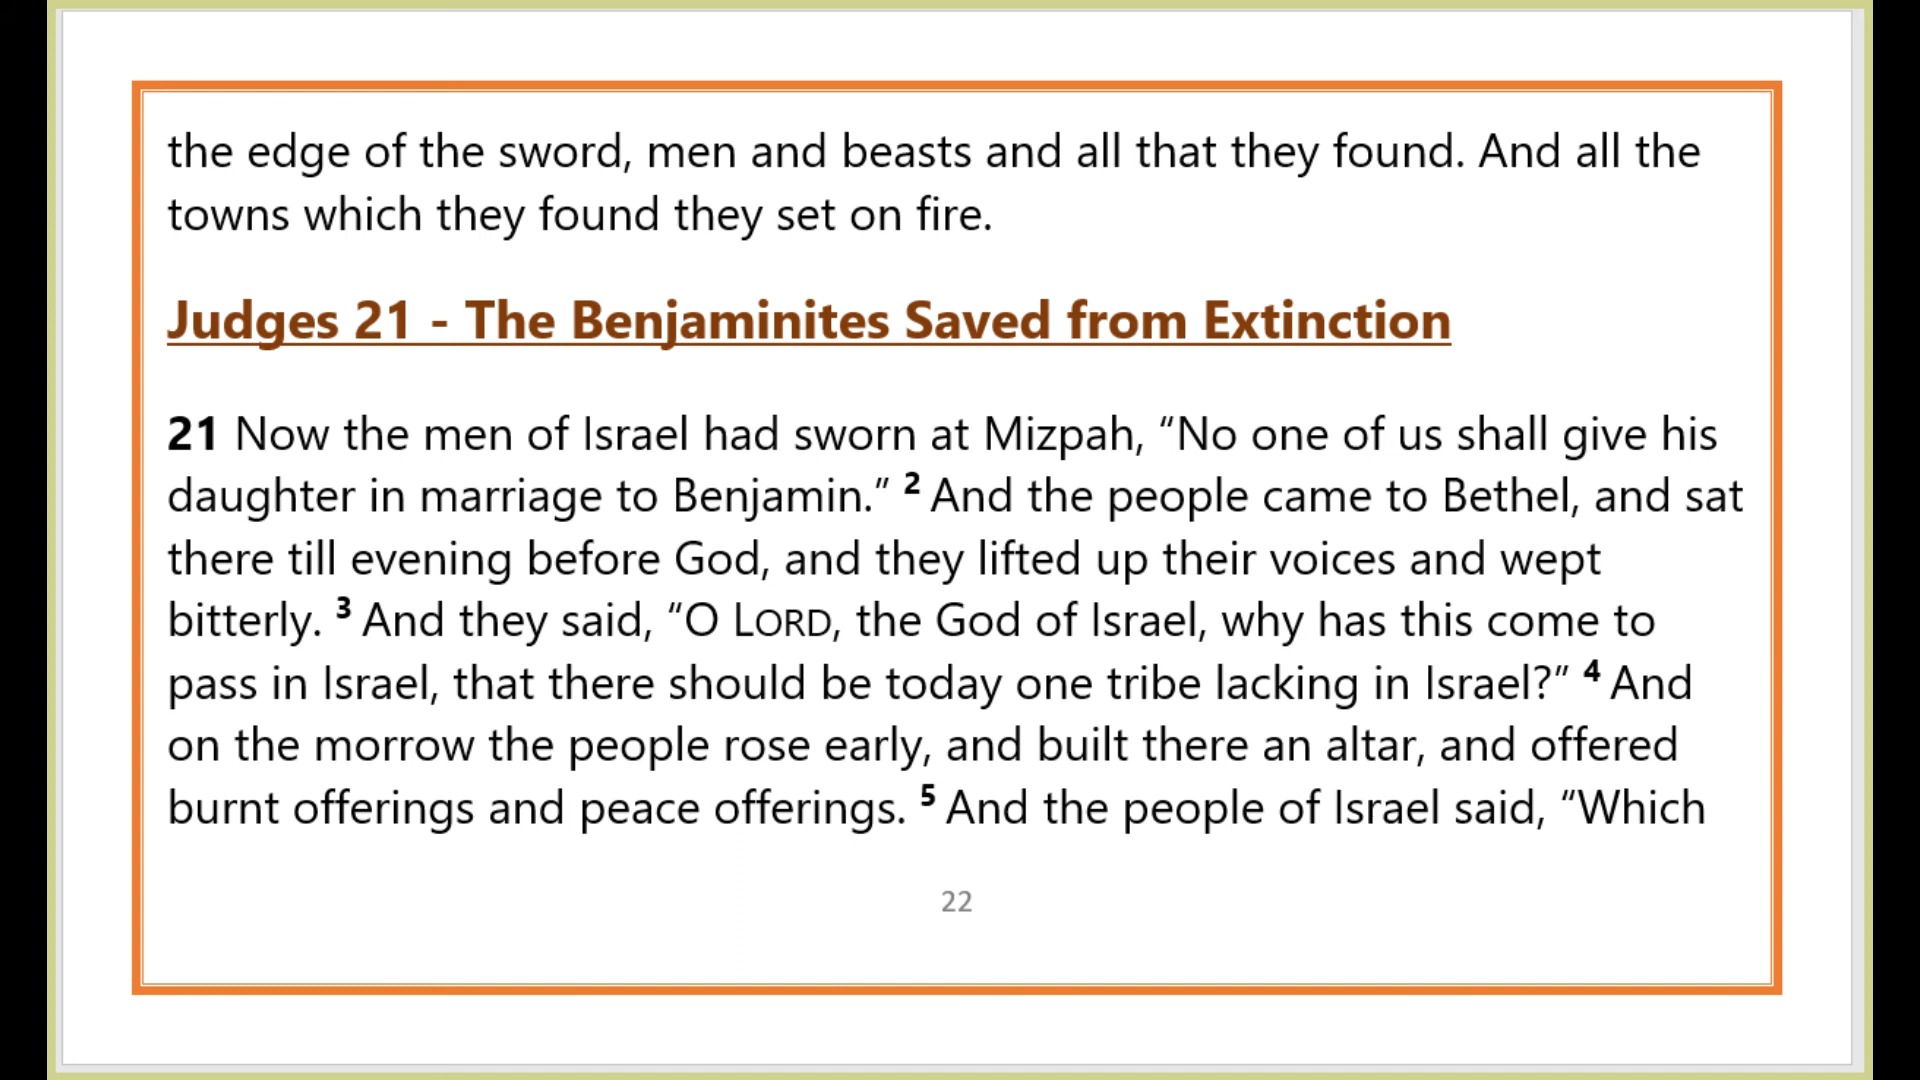 the edge of the sword, men and beasts and all that they found. And all the
towns which they found they set on fire.
Judges 21 - The Benjaminites Saved from Extinction
21 Now the men of Israel had sworn at Mizpah, “No one of us shall give his
daughter in marriage to Benjamin.” 2 And the people came to Bethel, and sat
there till evening before God, and they lifted up their voices and wept
bitterly. 3 And they said, “O LORD, the God of Israel, why has this come to
pass in Israel, that there should be today one tribe lacking in Israel?” 4 And
on the morrow the people rose early, and built there an altar, and offered
burnt offerings and peace offerings. 5 And the people of Israel said, “Which
22